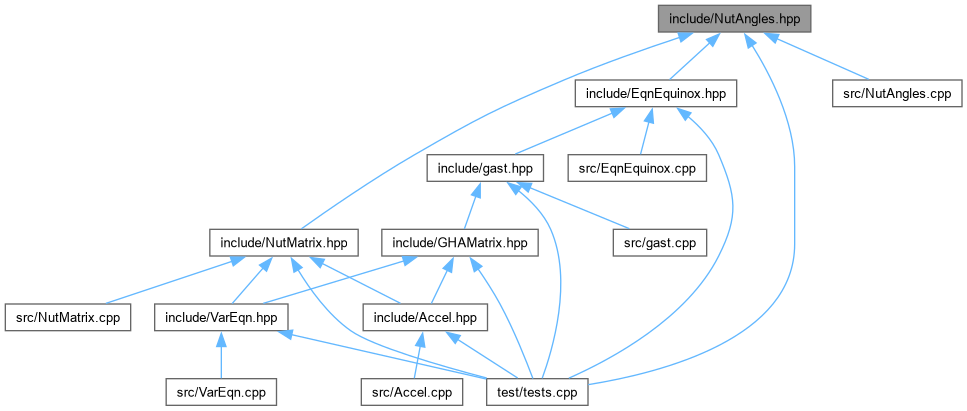 include/NutAngles.hpp
include/EqnEquinox.hpp
src/NutAngles.cpp
include/gast.hpp
src/EqnEquinox.cpp
include/NutMatrix.hpp
include/GHAMatrix.hpp
src/gast.cpp
src/NutMatrix.cpp
include/VarEqn.hpp
include/Accel.hpp
src/VarEqn.cpp
src/Accel.cpp
test/tests.cpp